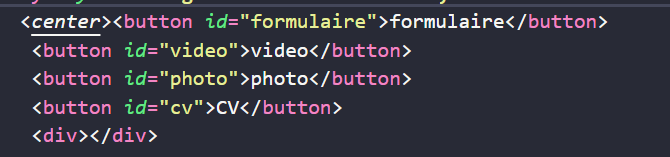 <center><button id="formulaire">formulaire</button>
<button id="video">video</button>
<button id="photo">photo</button>
<button id="cv">CV</button>
<div></div>